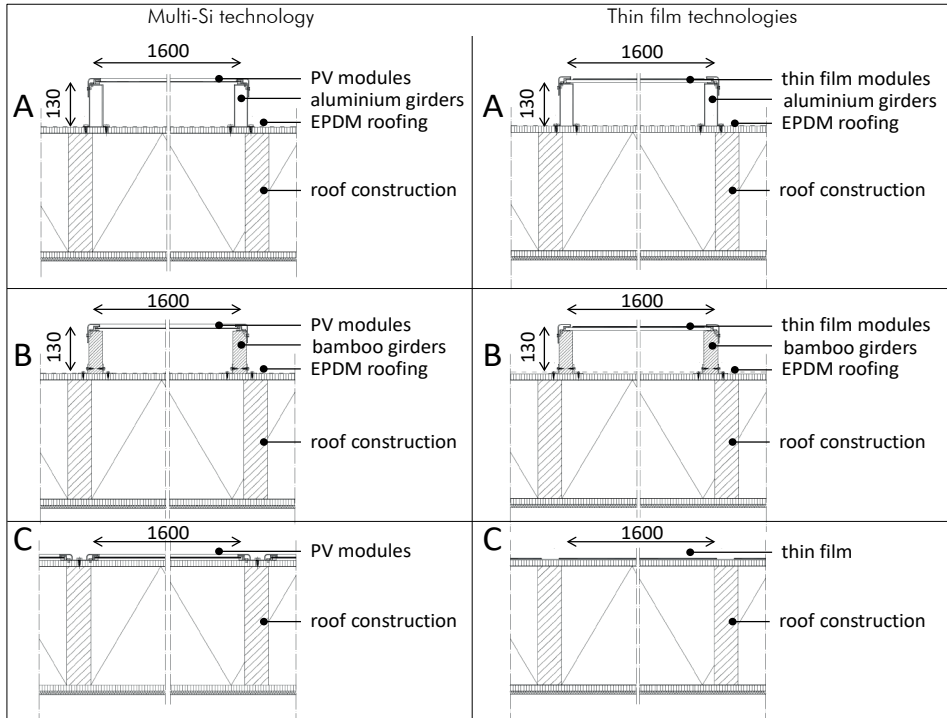 Multi-Si technology
Thin film technologies
A
1600
130
PV modules
aluminium girders
EPDM roofing
roof construction
A
1600
130
thin film modules
aluminium girders
EPDM roofing
roof construction
B
1600
130
PV modules
bamboo girders
EPDM roofing
roof construction
B
1600
130
thin film modules
bamboo girders
EPDM roofing
roof construction
C
1600
PV modules
roof construction
C
1600
thin film
roof construction